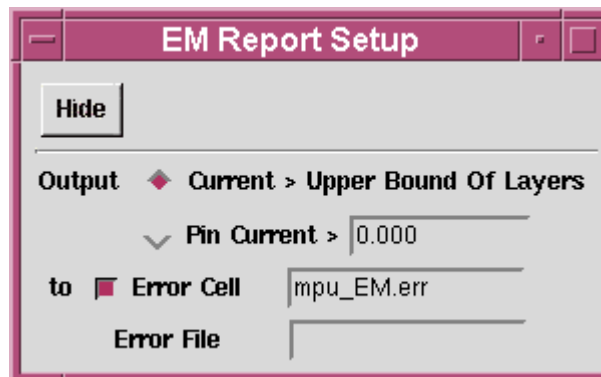 EM Report Setup
Hide
Output Current > Upper Bound Of Layers
Pin Current > 0.000
to Error Cell mpu_EM.err
Error File